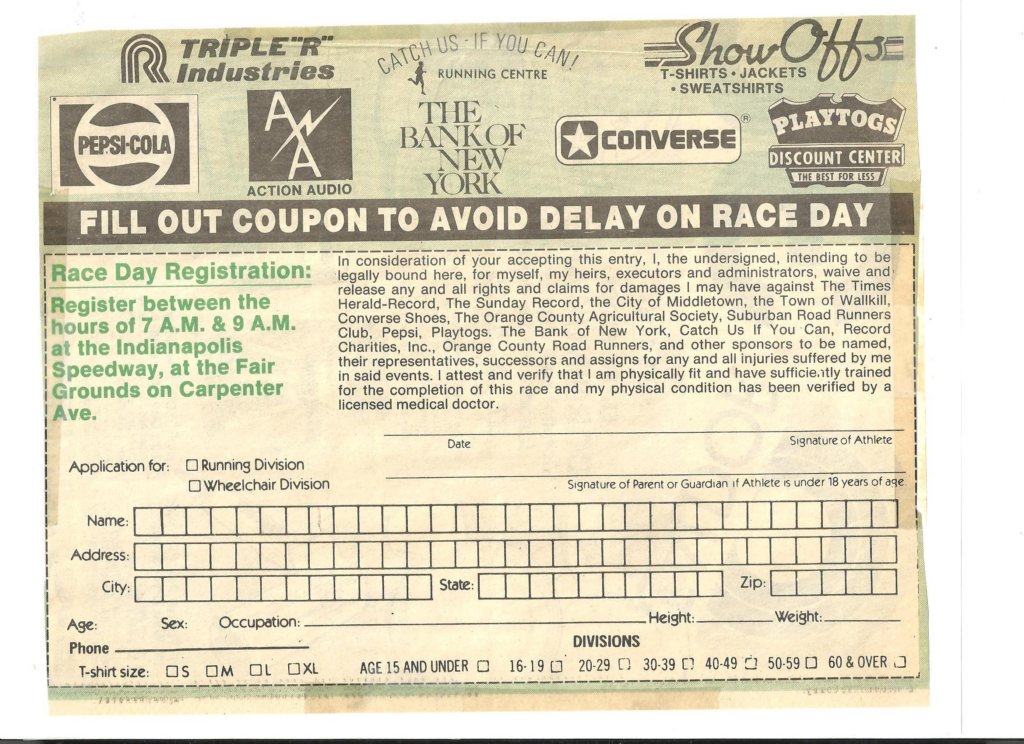 TRIPLE "R"
Industries
CATCH US - IF YOU CAN!
RUNNING CENTRE
Show Offs
T-SHIRTS • JACKETS
• SWEATSHIRTS
PEPSI-COLA
A A
ACTION AUDIO
THE
BANK OF
NEW
YORK
CONVERSE®
PLAYTOGS
DISCOUNT CENTER
THE BEST FOR LESS
FILL OUT COUPON TO AVOID DELAY ON RACE DAY
Race Day Registration:
Register between the
hours of 7 A.M. & 9 A.M.
at the Indianapolis
Speedway, at the Fair
Grounds on Carpenter
Ave.
In consideration of your accepting this entry, I, the undersigned, intending to be
legally bound here, for myself, my heirs, executors and administrators, waive and
release any and all rights and claims for damages I may have against The Times
Herald-Record, The Sunday Record, the City of Middletown, the Town of Wallkill,
Converse Shoes, The Orange County Agricultural Society, Suburban Road Runners
Club, Pepsi, Playtogs. The Bank of New York, Catch Us If You Can, Record
Charities, Inc., Orange County Road Runners, and other sponsors to be named,
their representatives, successors and assigns for any and all injuries suffered by me
in said events. I attest and verify that I am physically fit and have sufficiently trained
for the completion of this race and my physical condition has been verified by a
licensed medical doctor.
Date Signature of Athlete
Application for: Running Division
Wheelchair Division
Signature of Parent or Guardian if Athlete is under 18 years of age
Name:
Address:
City: State: Zip:
Age: Sex: Occupation: Height: Weight:
Phone DIVISIONS
T-shirt size: S M L XL AGE 15 AND UNDER 16-19 20-29 30-39 40-49 50-59 60 & OVER